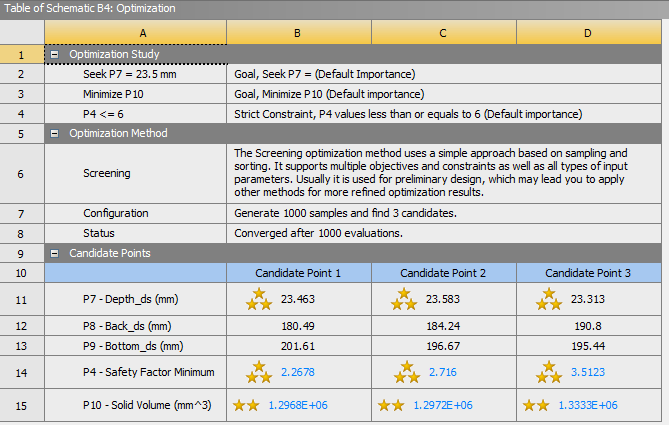 Table of Schematic B4: Optimization
A B C D
1 Optimization Study
2 Seek P7 = 23.5 mm Goal, Seek P7 = (Default Importance)
3 Minimize P10 Goal, Minimize P10 (Default importance)
4 P4 <= 6 Strict Constraint, P4 values less than or equals to 6 (Default importance)
5 Optimization Method
The Screening optimization method uses a simple approach based on sampling and
sorting. It supports multiple objectives and constraints as well as all types of input
6 Screening parameters. Usually it is used for preliminary design, which may lead you to apply
other methods for more refined optimization results.
7 Configuration Generate 1000 samples and find 3 candidates.
8 Status Converged after 1000 evaluations.
9 Candidate Points
10 Candidate Point 1 Candidate Point 2 Candidate Point 3
11 P7 - Depth_ds (mm) 23.463 23.583 23.313
12 P8 - Back_ds (mm) 180.49 184.24 190.8
13 P9 - Bottom_ds (mm) 201.61 196.67 195.44
14 P4 - Safety Factor Minimum 2.2678 2.716 3.5123
15 P10 - Solid Volume (mm^3) 1.2968E+06 1.2972E+06 1.3333E+06